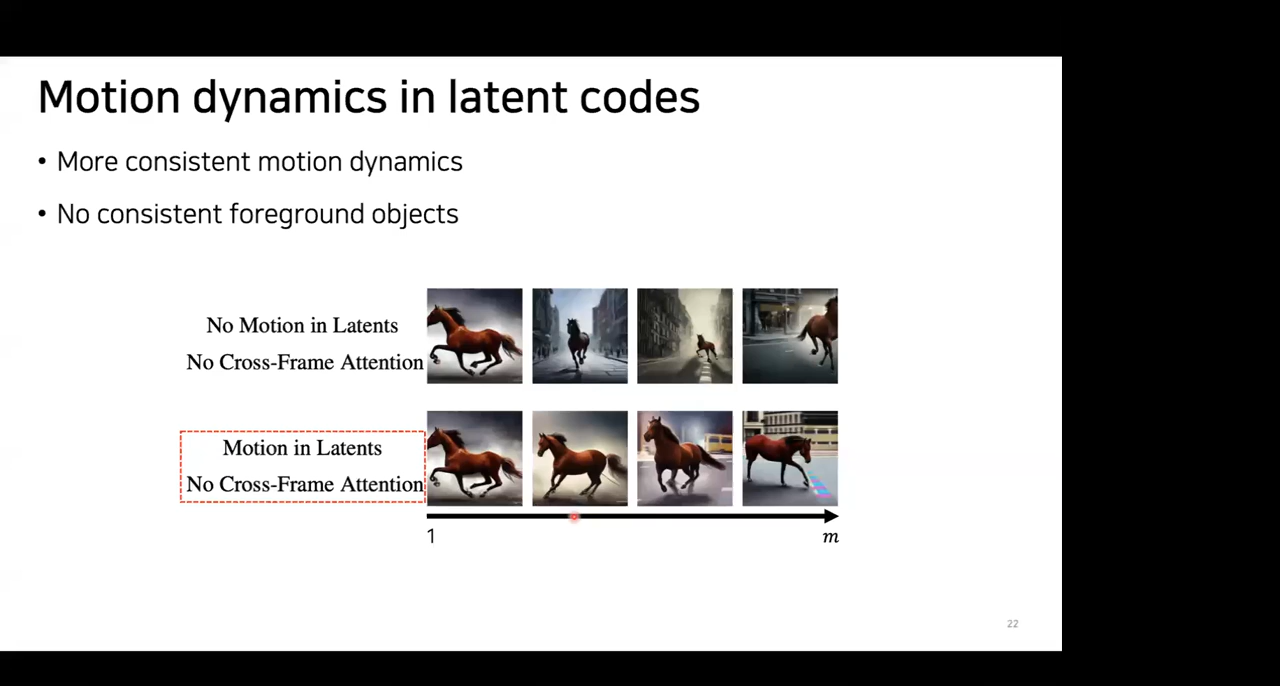 Motion dynamics in latent codes
• More consistent motion dynamics
• No consistent foreground objects
No Motion in Latents
No Cross-Frame Attention
Motion in Latents
No Cross-Frame Attention
1
m
22